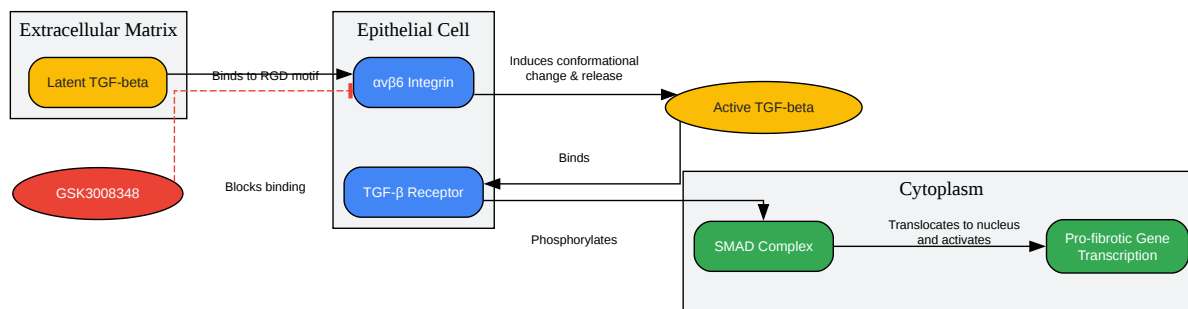 Extracellular Matrix
Latent TGF-beta
Binds to RGD motif
Epithelial Cell
αvβ6 Integrin
Induces conformational
change & release
Active TGF-beta
GSK3008348
Blocks binding
TGF-β Receptor
Binds
Phosphorylates
Cytoplasm
SMAD Complex
Translocates to nucleus
and activates
Pro-fibrotic Gene
Transcription